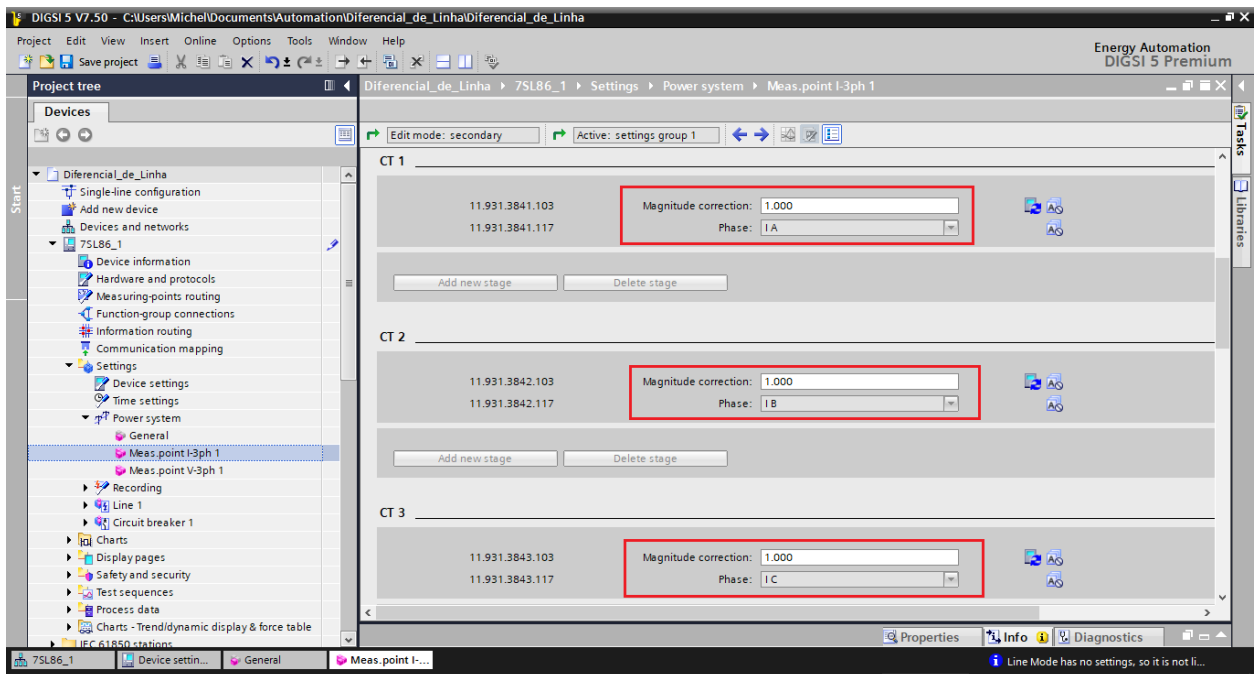 DIGSI 5 V7.50 - C:\Users\Michel\Documents\Automation\Diferencial_de_Linha\Diferencial_de_Linha
Project Edit View Insert Online Options Tools Window Help
Save project
Energy Automation
DIGSI 5 Premium
Project tree
Diferencial_de_Linha 7SL86_1 Settings Power system Meas.point I-3ph 1
Devices
Edit mode: secondary
Active: settings group 1
Start
Diferencial_de_Linha
Single-line configuration
Add new device
Devices and networks
7SL86_1
Device information
Hardware and protocols
Measuring-points routing
Function-group connections
Information routing
Communication mapping
Settings
Device settings
Time settings
Power system
General
Meas.point I-3ph 1
Meas.point V-3ph 1
Recording
Line 1
Circuit breaker 1
Charts
Display pages
Safety and security
Test sequences
Process data
Charts - Trend/dynamic display & force table
IEC 61850 stations
CT 1
11.931.3841.103 Magnitude correction: 1.000
11.931.3841.117 Phase: I A
Add new stage Delete stage
CT 2
11.931.3842.103 Magnitude correction: 1.000
11.931.3842.117 Phase: I B
Add new stage Delete stage
CT 3
11.931.3843.103 Magnitude correction: 1.000
11.931.3843.117 Phase: I C
Tasks
Libraries
Properties Info Diagnostics
7SL86_1 Device settin... General Meas.point I-...
Line Mode has no settings, so it is not li...